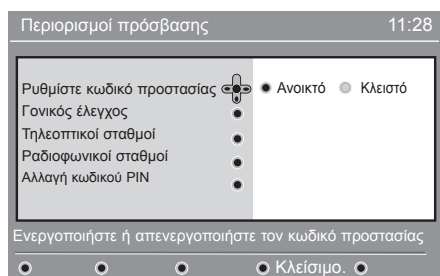 Περιορισμοί πρόσβασης 11:28
Ρυθμίστε κωδικό προστασίας Ανοικτό Κλειστό
Γονικός έλεγχος
Τηλεοπτικοί σταθμοί
Ραδιοφωνικοί σταθμοί
Αλλαγή κωδικού PIN
Ενεργοποιήστε ή απενεργοποιήστε τον κωδικό προστασίας
Κλείσιμο.